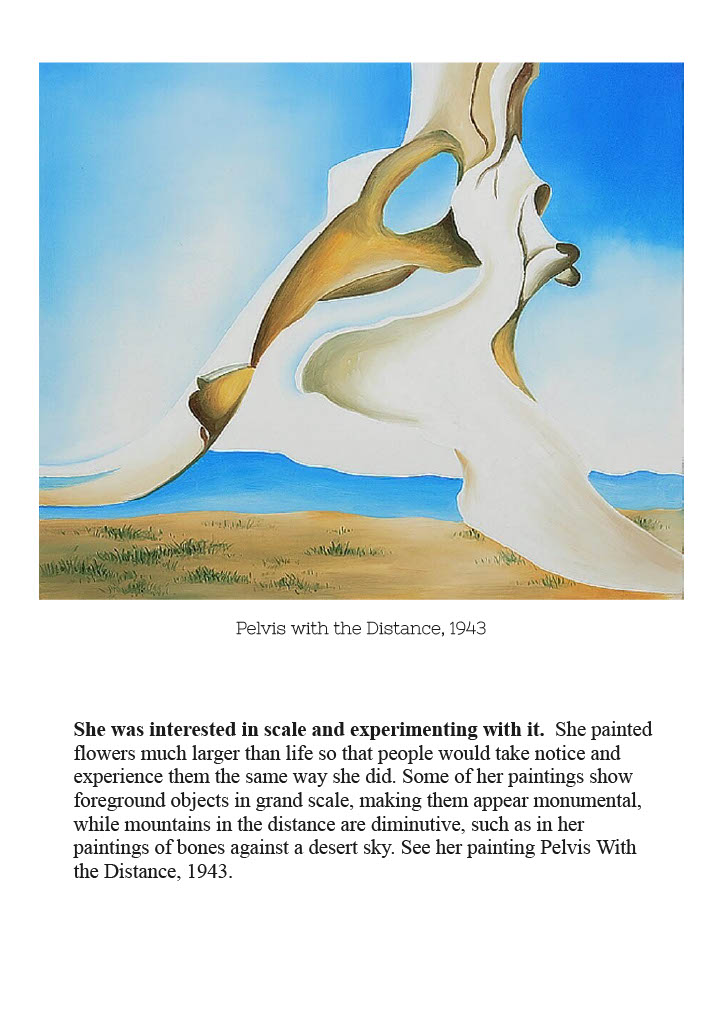 Pelvis with the Distance, 1943
She was interested in scale and experimenting with it.  She painted
flowers much larger than life so that people would take notice and
experience them the same way she did. Some of her paintings show
foreground objects in grand scale, making them appear monumental,
while mountains in the distance are diminutive, such as in her
paintings of bones against a desert sky. See her painting Pelvis With
the Distance, 1943.